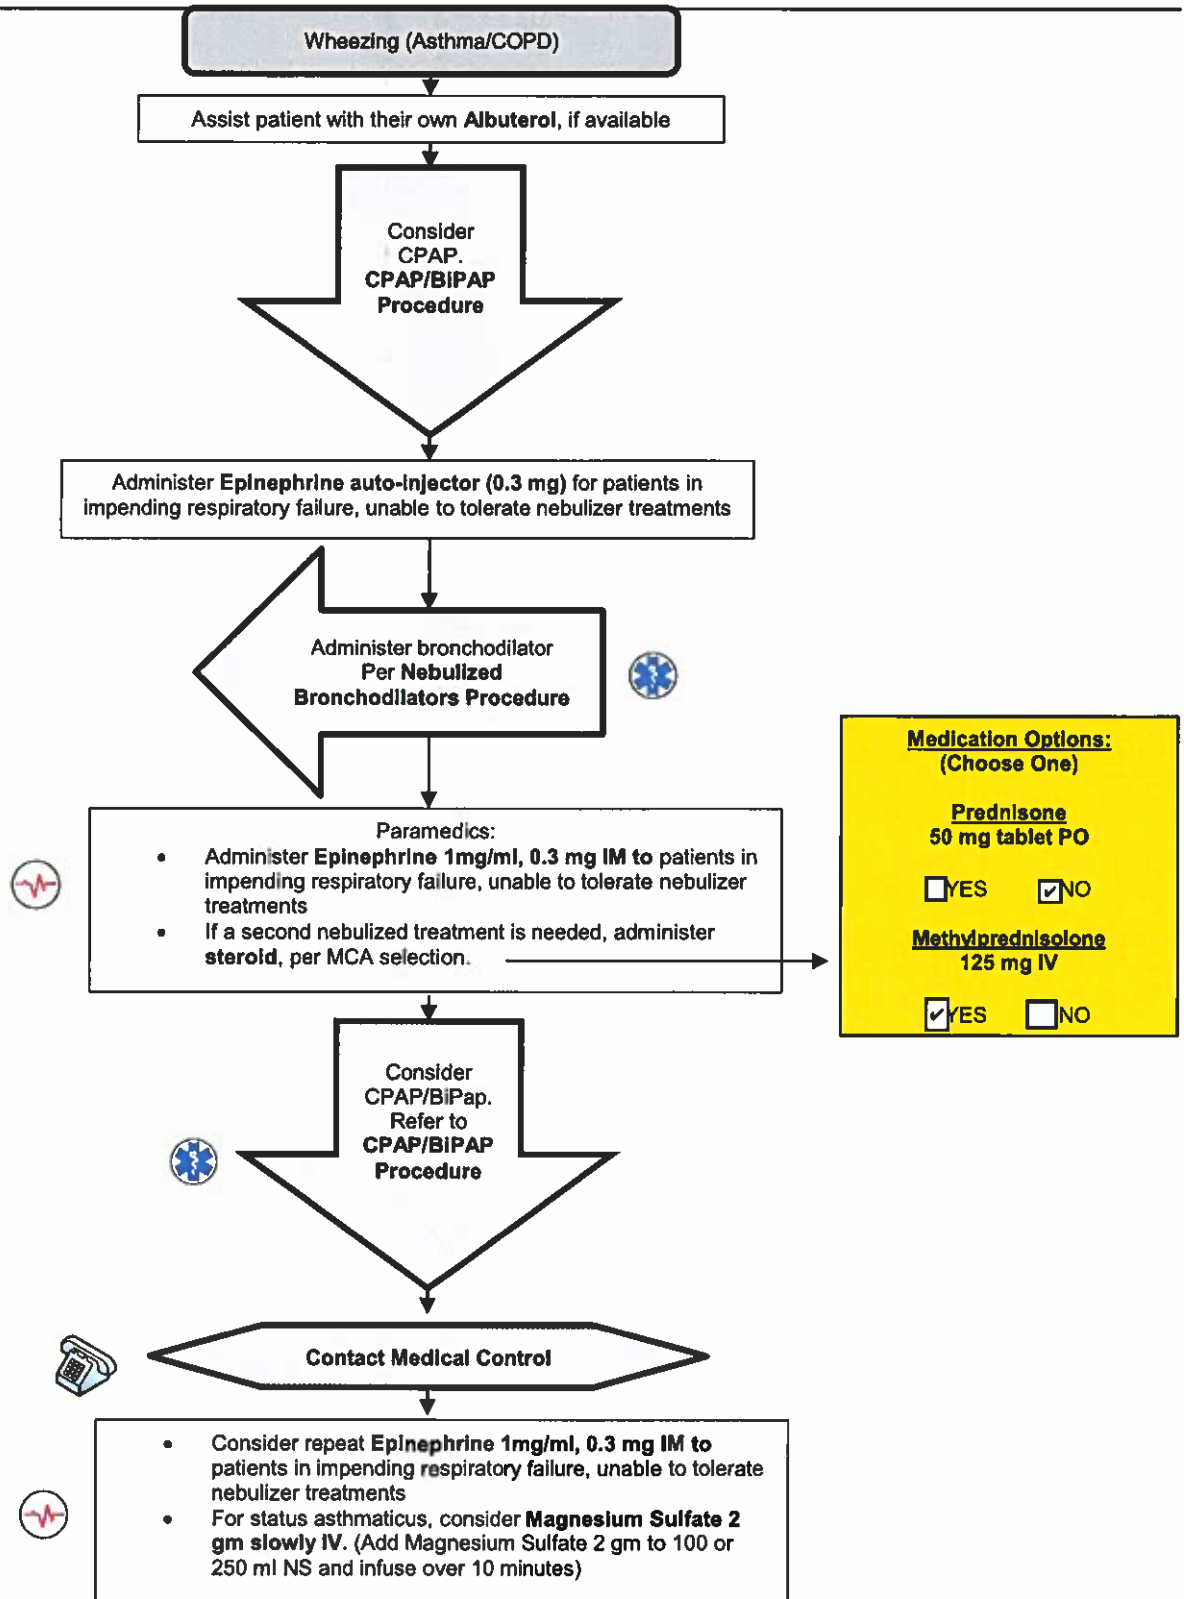 Wheezing (Asthma/COPD)
Assist patient with their own Albuterol, if available
Consider
CPAP.
CPAP/BiPAP
Procedure
Administer Epinephrine auto-injector (0.3 mg) for patients in
impending respiratory failure, unable to tolerate nebulizer treatments
Administer bronchodilator
Per Nebulized
Bronchodilators Procedure
Paramedics:
• Administer Epinephrine 1mg/ml, 0.3 mg IM to patients in
impending respiratory failure, unable to tolerate nebulizer
treatments
• If a second nebulized treatment is needed, administer
steroid, per MCA selection.
Medication Options:
(Choose One)
Prednisone
50 mg tablet PO
YES NO
Methylprednisolone
125 mg IV
YES NO
Consider
CPAP/BiPap.
Refer to
CPAP/BiPAP
Procedure
Contact Medical Control
• Consider repeat Epinephrine 1mg/ml, 0.3 mg IM to
patients in impending respiratory failure, unable to tolerate
nebulizer treatments
• For status asthmaticus, consider Magnesium Sulfate 2
gm slowly IV. (Add Magnesium Sulfate 2 gm to 100 or
250 ml NS and infuse over 10 minutes)